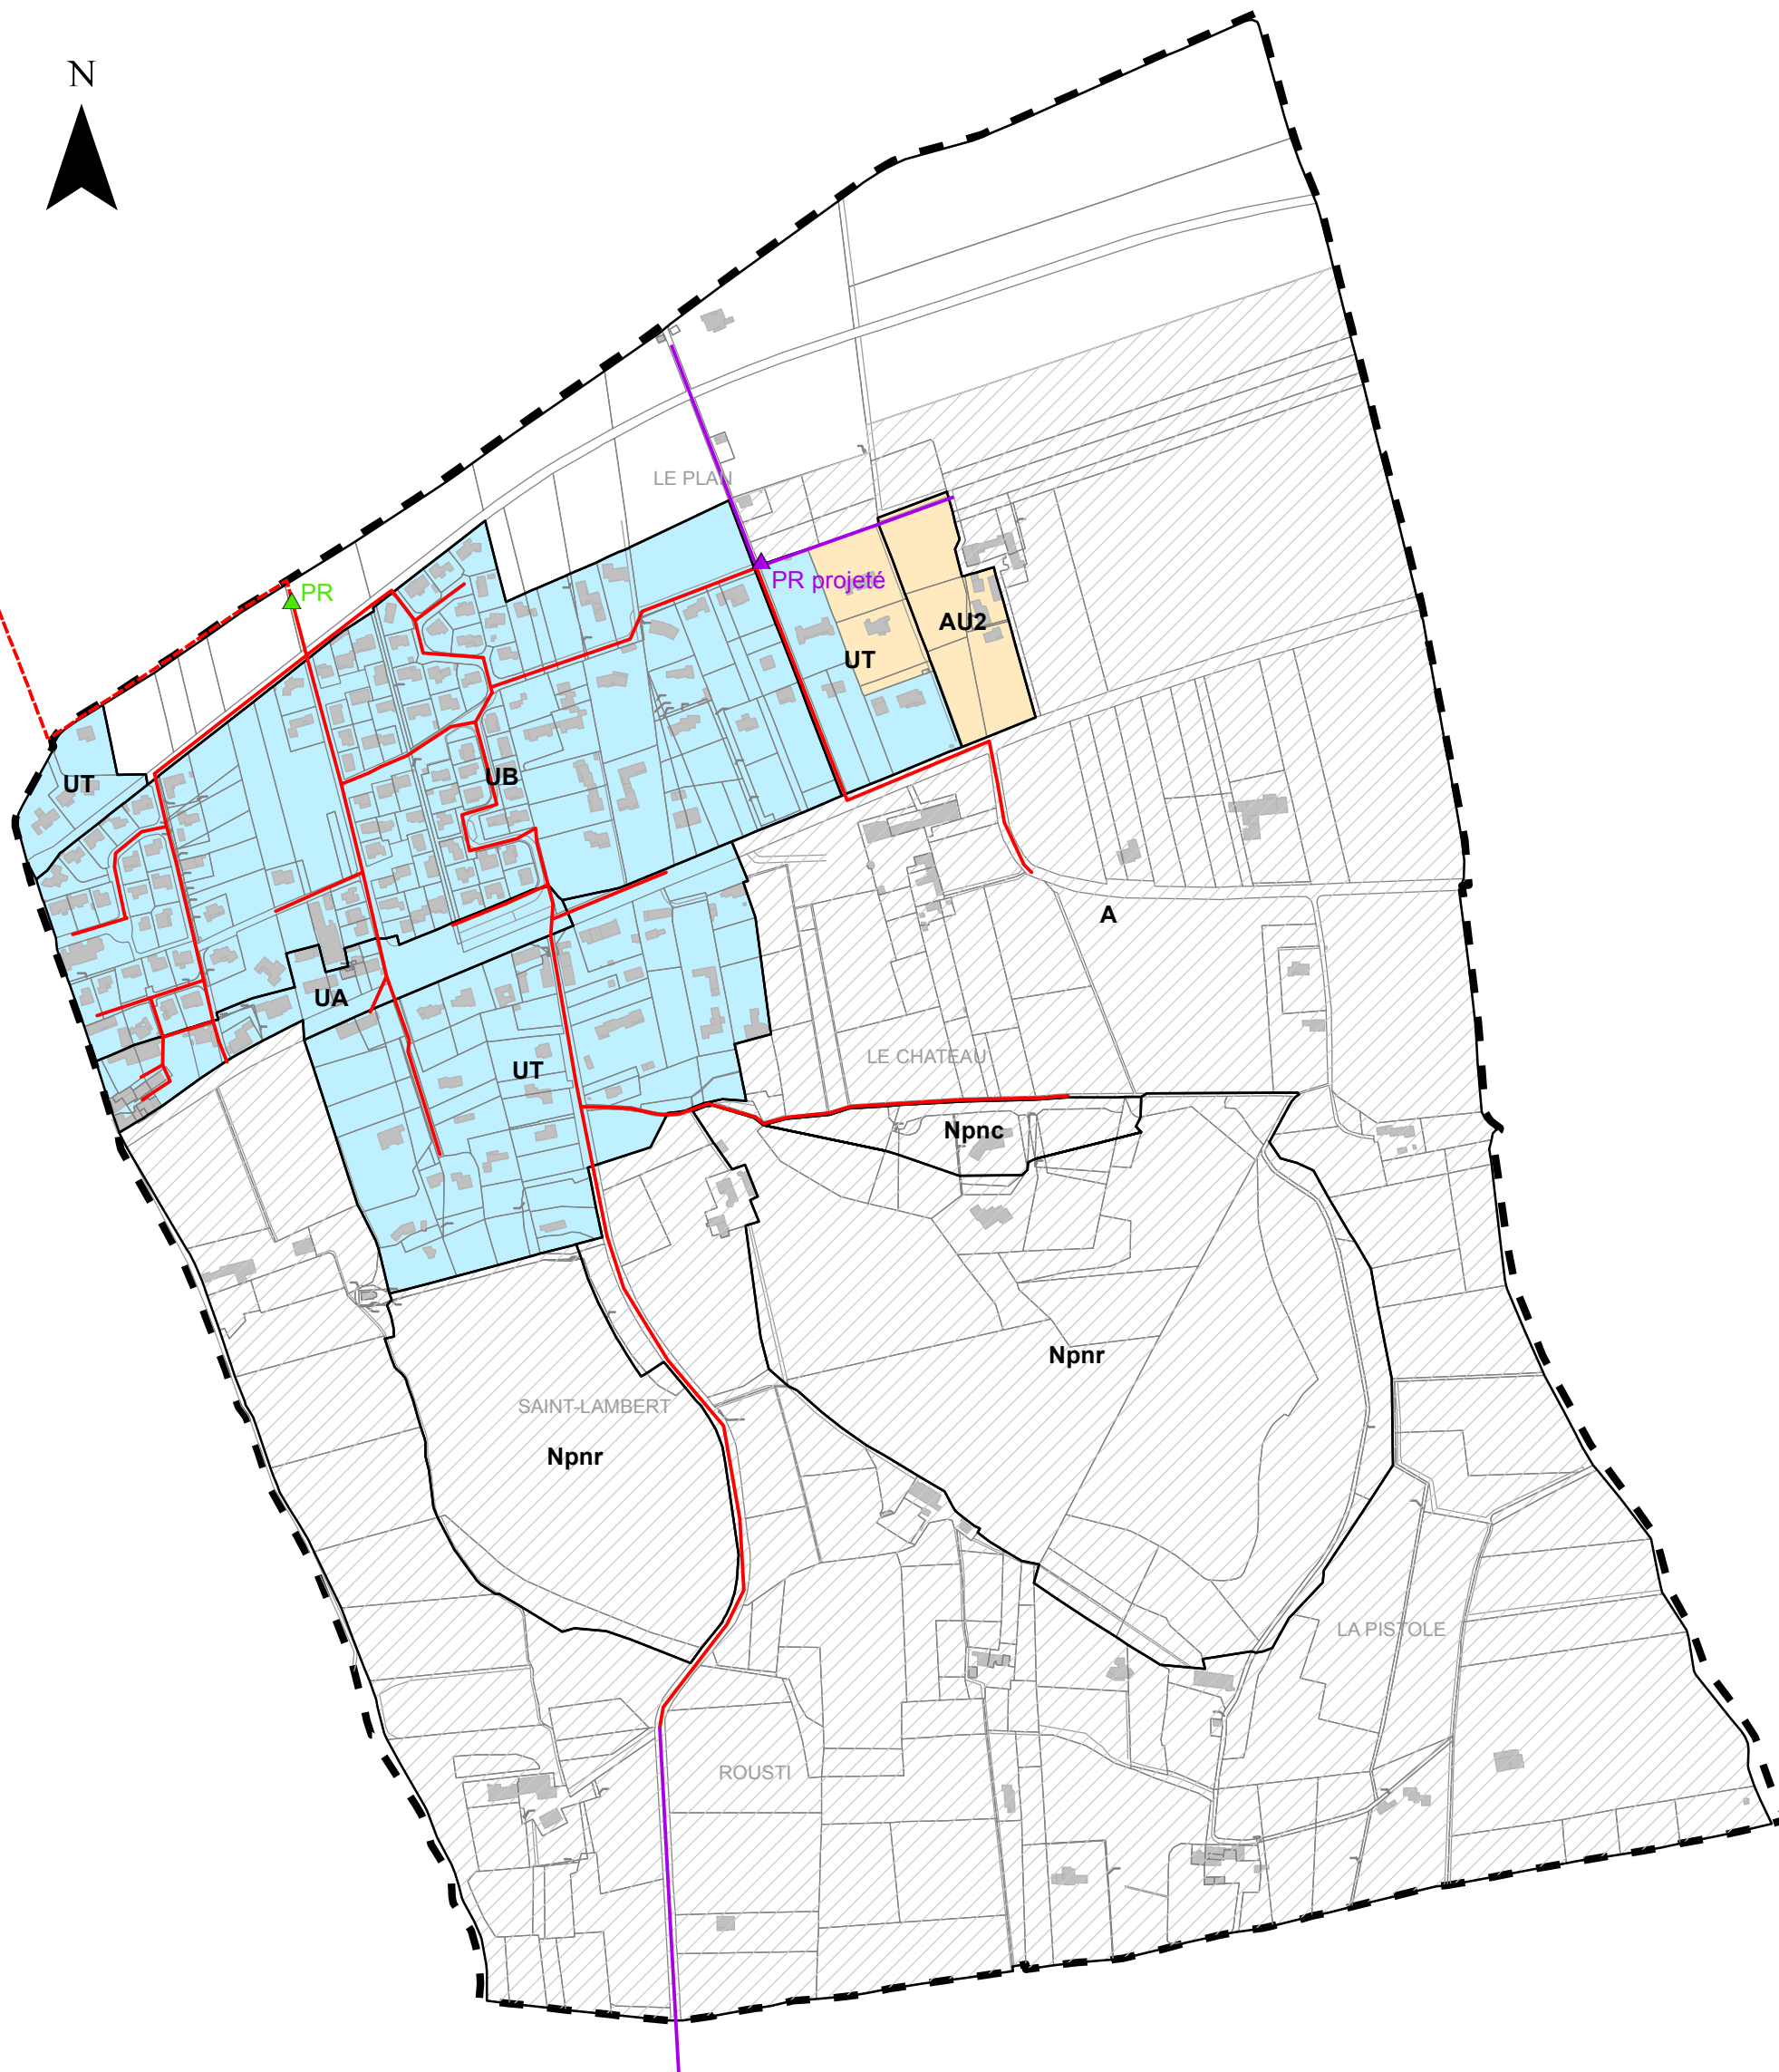 N
LE PLAN
PR
PR projeté
AU2
UT
UT
UB
A
UA
LE CHATEAU
UT
Npnc
Npnr
SAINT-LAMBERT
Npnr
LA PISTOLE
ROUSTI